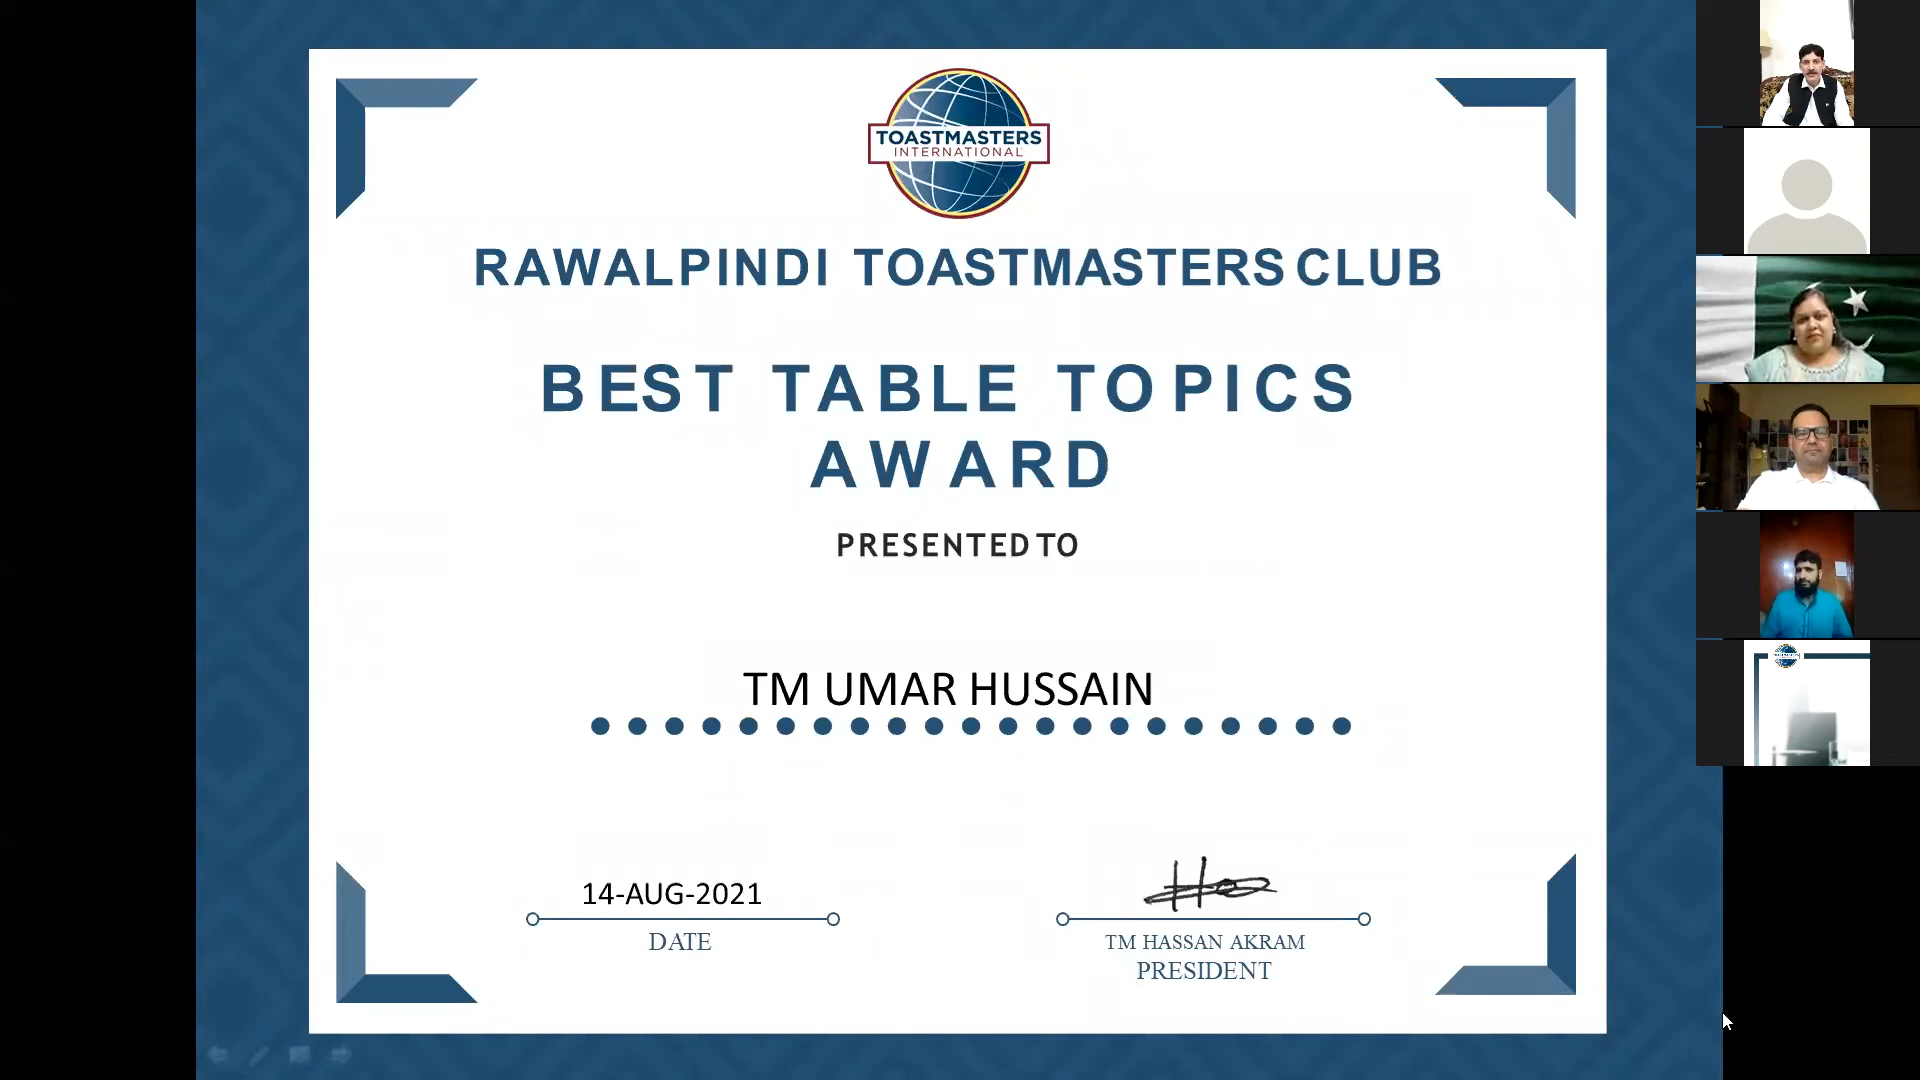 TOASTMASTERS
INTERNATIONAL
RAWALPINDI TOASTMASTERS CLUB
BEST TABLE TOPICS
AWARD
PRESENTED TO
TM UMAR HUSSAIN
14-AUG-2021
DATE
TM HASSAN AKRAM
PRESIDENT